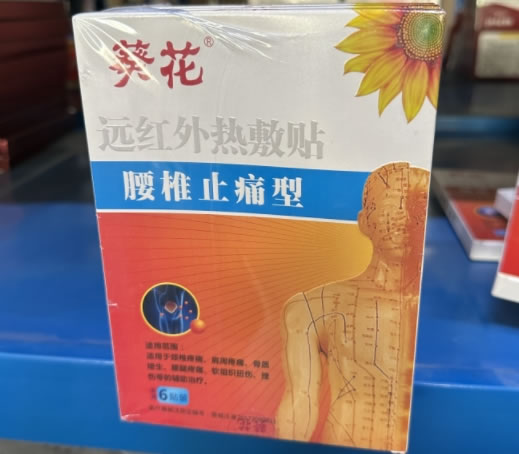 葵花®
远红外热敷贴
腰椎止痛型
适用范围：
适用于颈椎疼痛、肩周疼痛、骨质
增生、腰腿疼痛、软组织扭伤、挫
伤等的辅助治疗。
6贴装